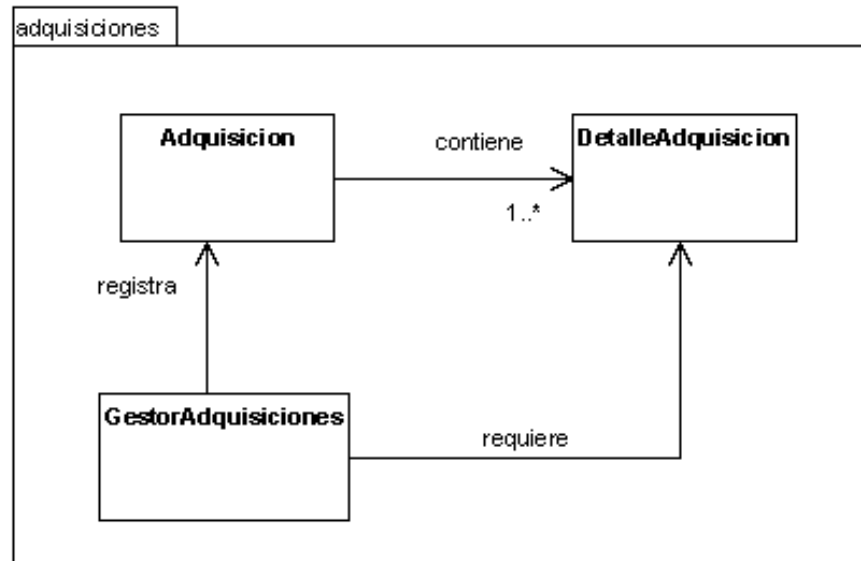 adquisiciones
Adquisicion
contiene
DetalleAdquisicion
1..*
registra
GestorAdquisiciones
requiere